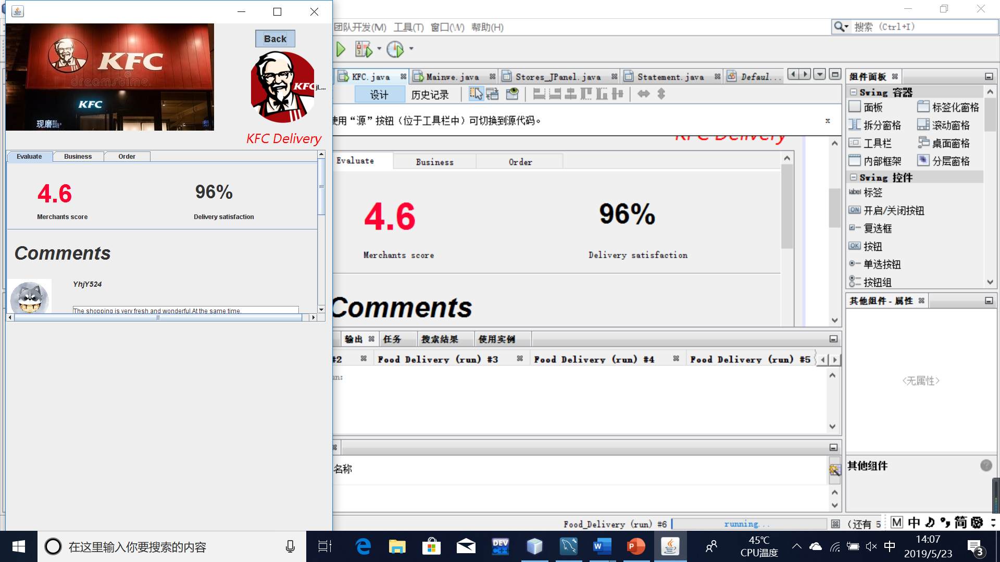 Back
KFC
dreamstime.
KFC
现磨
KFC
jL...
KFC Delivery
Evaluate
Business
Order
4.6
96%
Merchants score
Delivery satisfaction
Comments
YhjY524
The shopping is very fresh and wonderful.At the same time,
团队开发(M) 工具(T) 窗口(W) 帮助(H)
搜索 (Ctrl+I)
KFC.java
Mainwe.java
Stores_JPanel.java
Statement.java
Defaul...
设计
历史记录
使用“源”按钮（位于工具栏中）可切换到源代码。
x
KFC Delivery
Evaluate
Business
Order
4.6
96%
Merchants score
Delivery satisfaction
Comments
输出
任务
搜索结果
使用实例
#2
Food_Delivery (run) #3
Food_Delivery (run) #4
Food_Delivery (run) #5
un:
名称
Food_Delivery (run) #6
running...
(还有 5
组件面板
Swing 容器
面板
标签化窗格
拆分窗格
滚动窗格
工具栏
桌面窗格
内部框架
分层窗格
Swing 控件
label 标签
ON 开启/关闭按钮
复选框
OK 按钮
单选按钮
按钮组
其他组件 - 属性
<无属性>
其他组件
?
M 中 简
在这里输入你要搜索的内容
DEV C++
W
P
45℃
CPU温度
中
14:07
2019/5/23
3